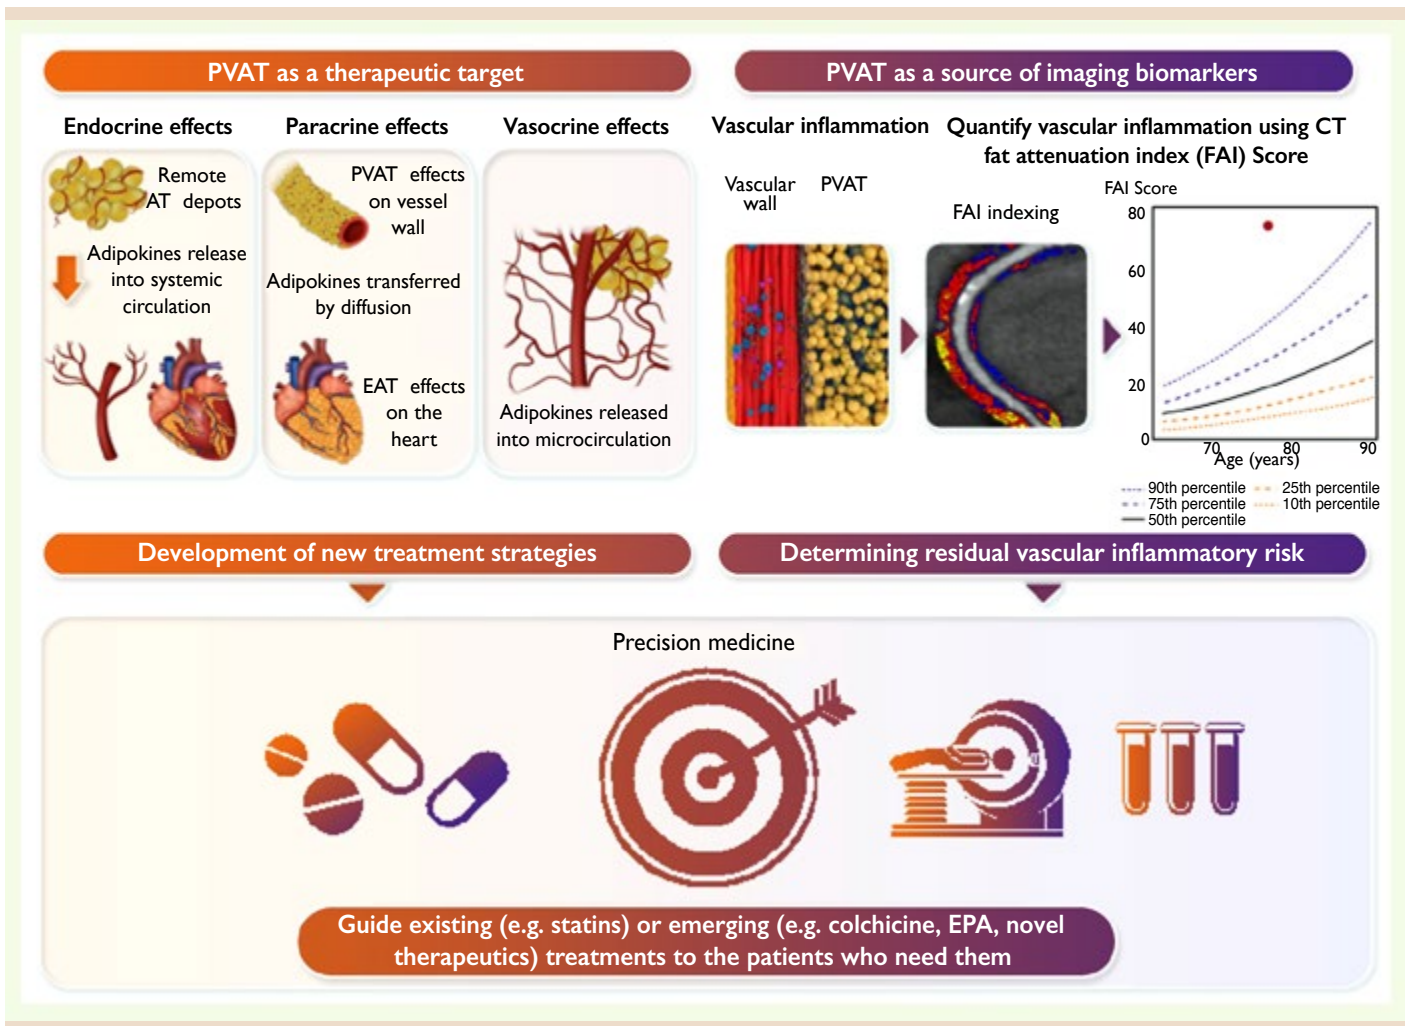 PVAT as a therapeutic target
Endocrine effects
Remote
AT depots
Adipokines release
into systemic
circulation
Paracrine effects
PVAT effects
on vessel
wall
Adipokines transferred
by diffusion
EAT effects
on the
heart
Vasocrine effects
Adipokines released
into microcirculation
PVAT as a source of imaging biomarkers
Vascular inflammation
Vascular
wall
PVAT
Quantify vascular inflammation using CT
fat attenuation index (FAI) Score
FAI indexing
FAI Score
80
60
40
20
0
70
80
90
Age (years)
90th percentile
75th percentile
50th percentile
25th percentile
10th percentile
Development of new treatment strategies
Determining residual vascular inflammatory risk
Precision medicine
Guide existing (e.g. statins) or emerging (e.g. colchicine, EPA, novel
therapeutics) treatments to the patients who need them